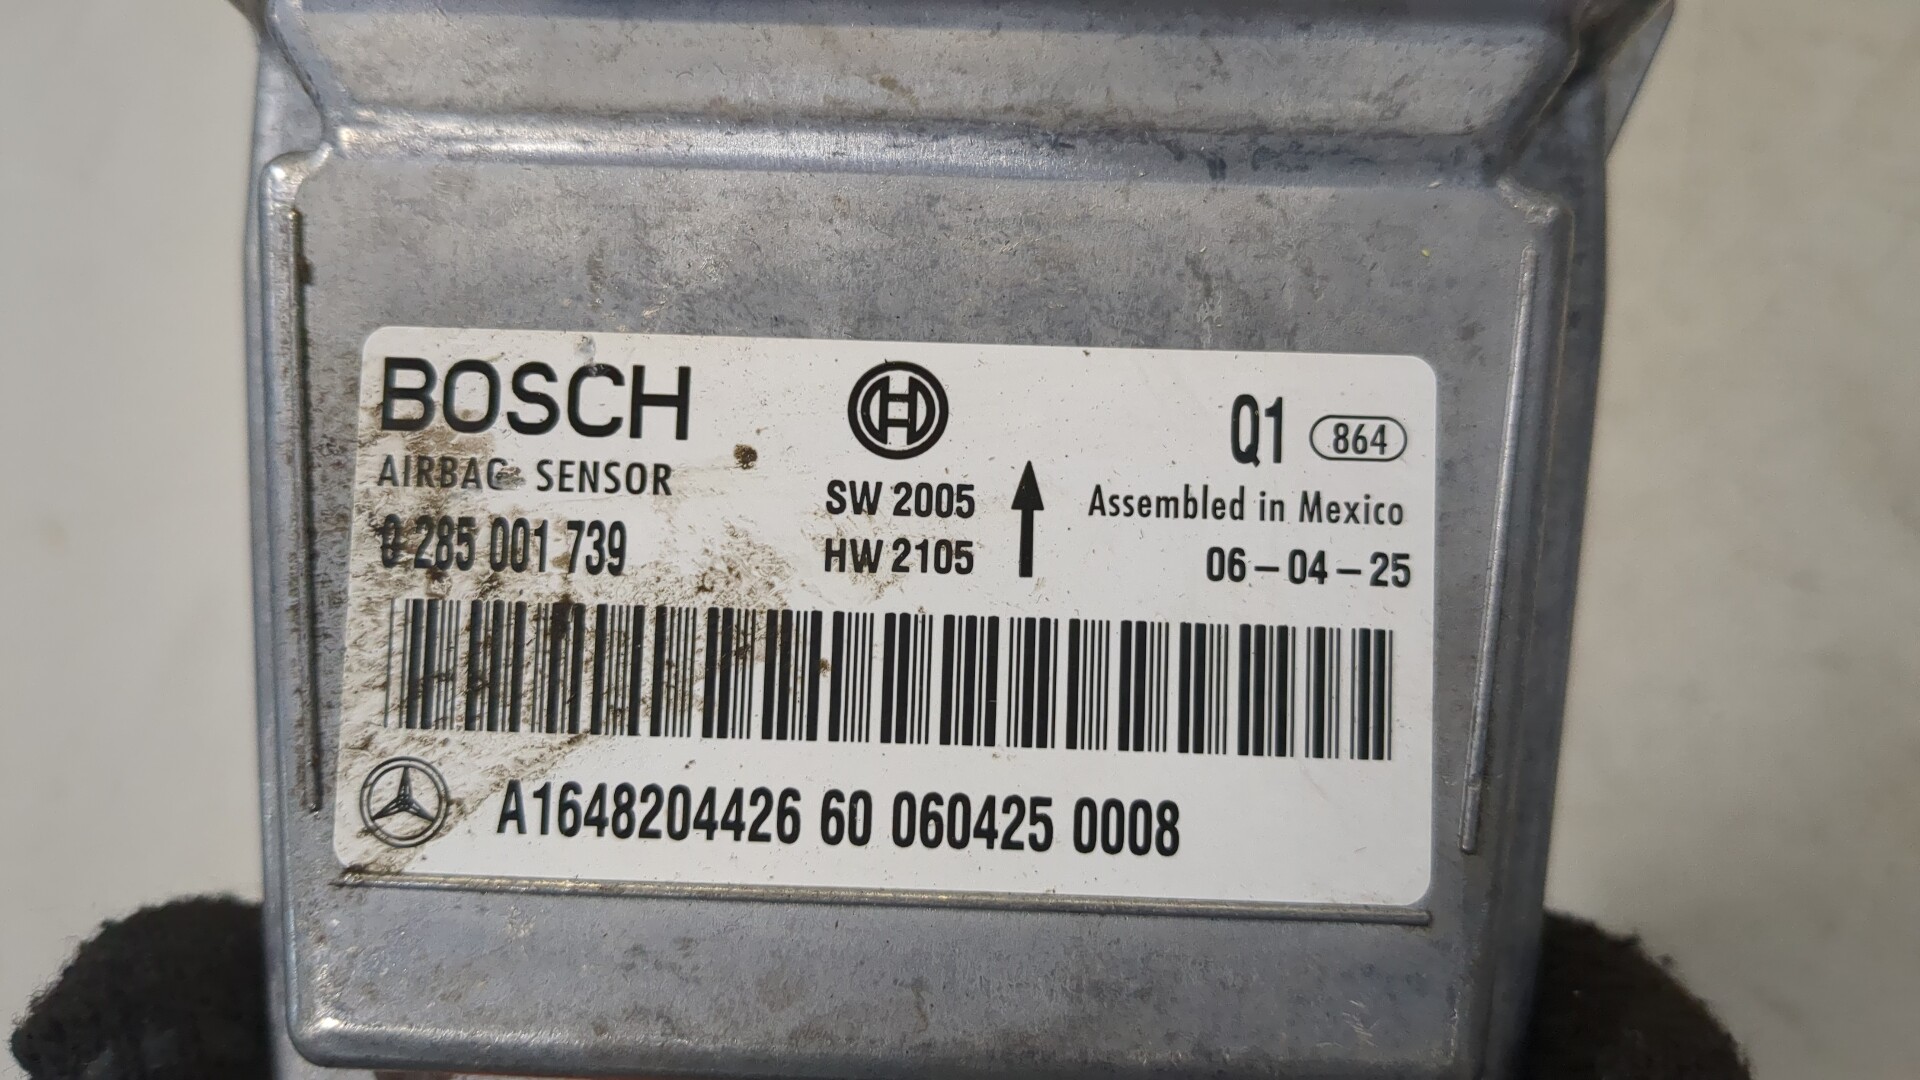 BOSCH
AIRBAG SENSOR
0 285 001 739
SW 2005
HW 2105
Q1 864
Assembled in Mexico
06-04-25
A1648204426 60 060425 0008